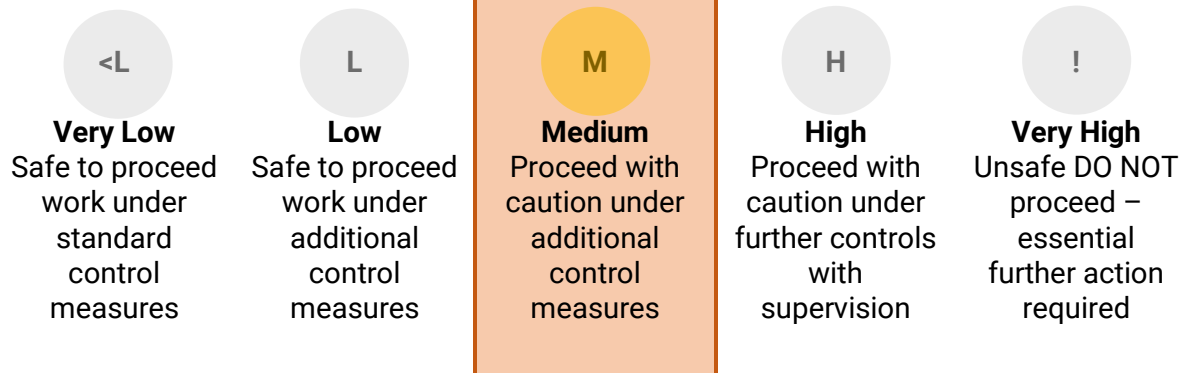 <L
Very Low
Safe to proceed
work under
standard
control
measures
L
Low
Safe to proceed
work under
additional
control
measures
M
Medium
Proceed with
caution under
additional
control
measures
H
High
Proceed with
caution under
further controls
with
supervision
!
Very High
Unsafe DO NOT
proceed –
essential
further action
required